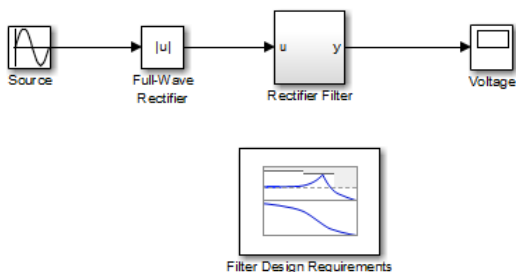 |u|
u
y
Source
Full-Wave
Rectifier
Rectifier Filter
Voltage
Filter Design Requirements